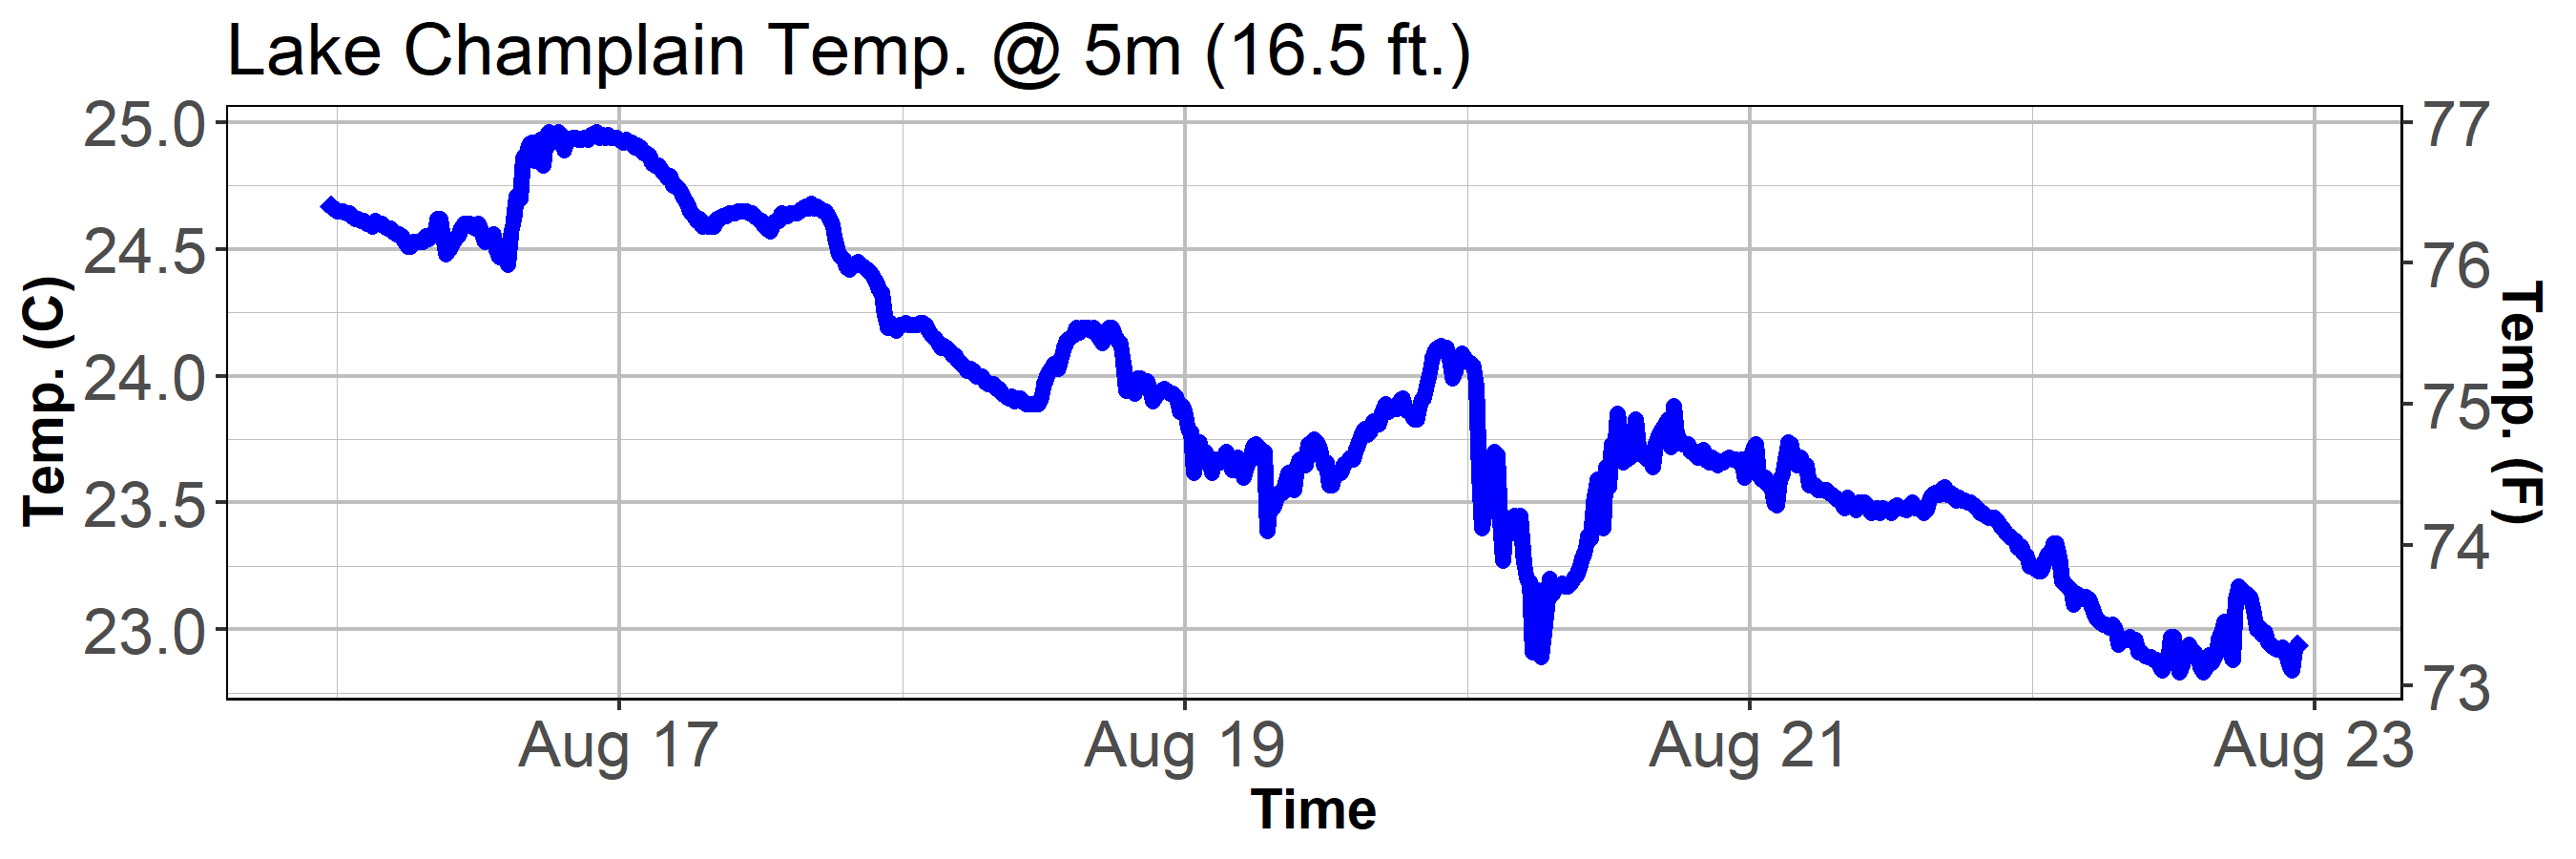 Lake Champlain Temp. @ 5m (16.5 ft.)
25.0
24.5
24.0
23.5
23.0
Temp. (C)
77
76
75
74
73
Temp. (F)
Aug 17 Aug 19 Aug 21 Aug 23
Time